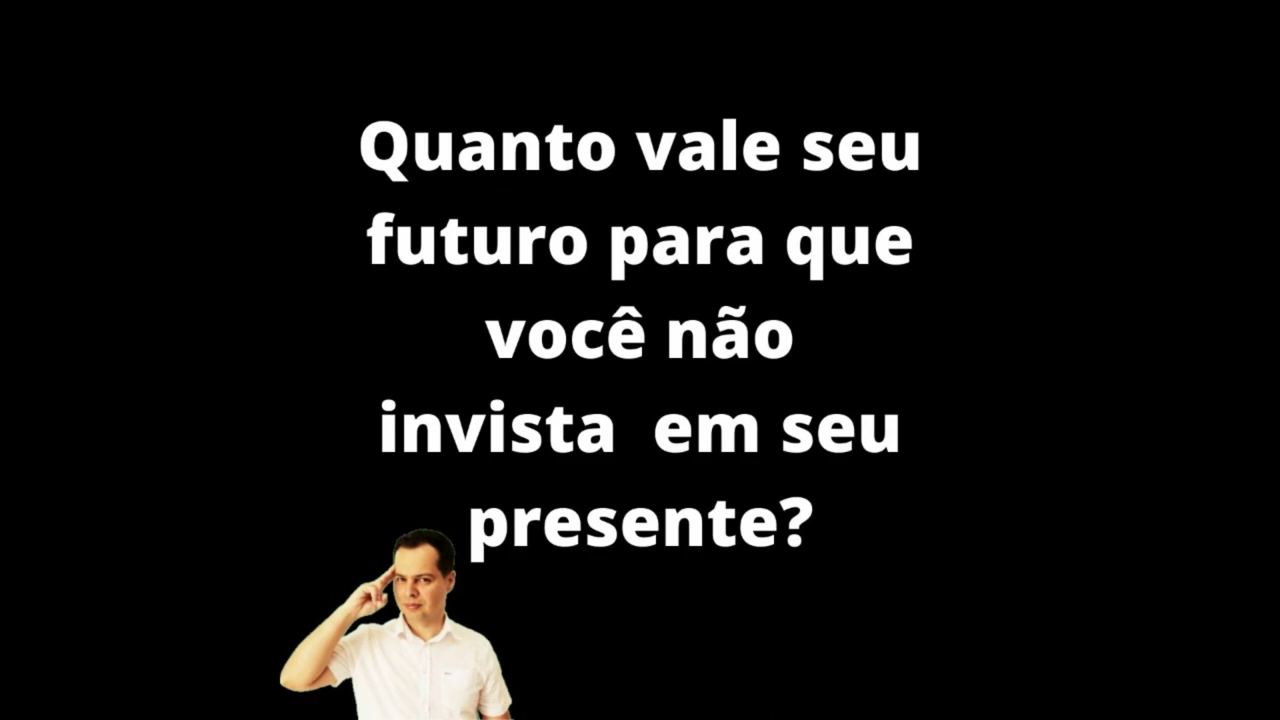 Quanto vale seu
futuro para que
você não
invista  em seu
presente?